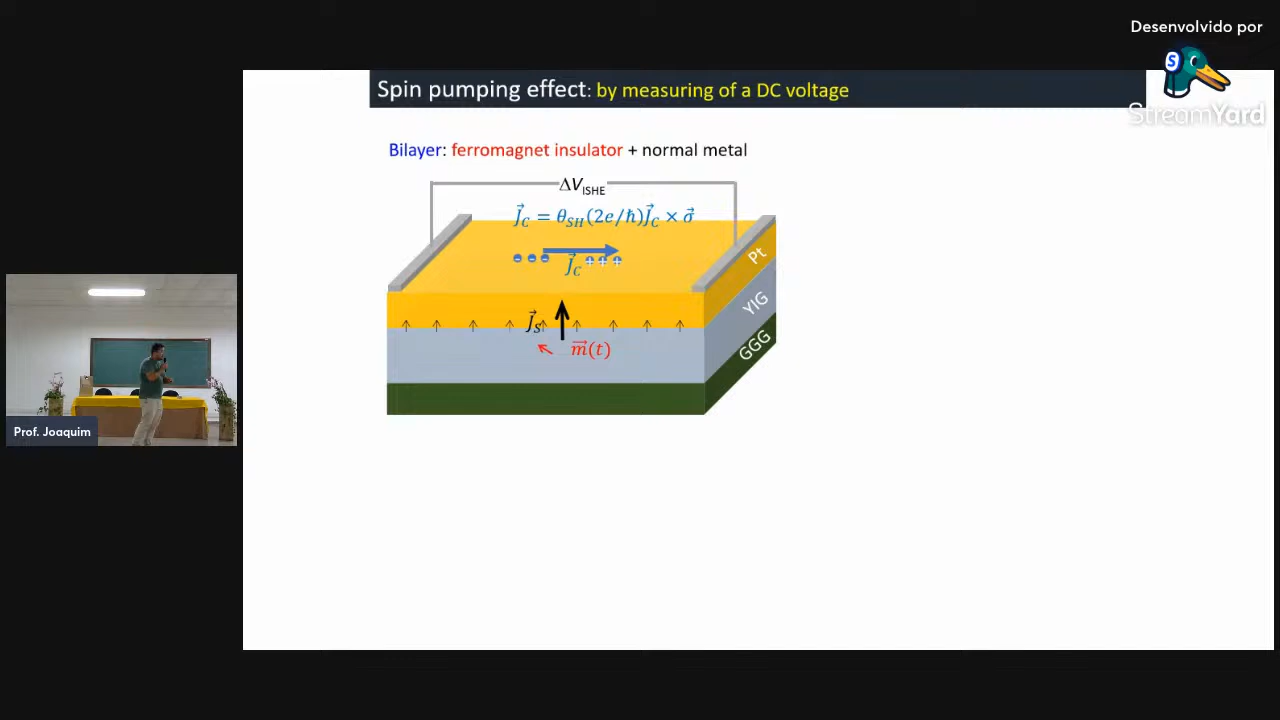 Desenvolvido por
StreamYard
Spin pumping effect: by measuring of a DC voltage
Bilayer: ferromagnet insulator + normal metal
ΔV_ISHE
J⃗_C = θ_SH(2e/ħ)J⃗_C × σ⃗
J⃗_C
Pt
J⃗_S
YIG
m⃗(t)
GGG
Prof. Joaquim